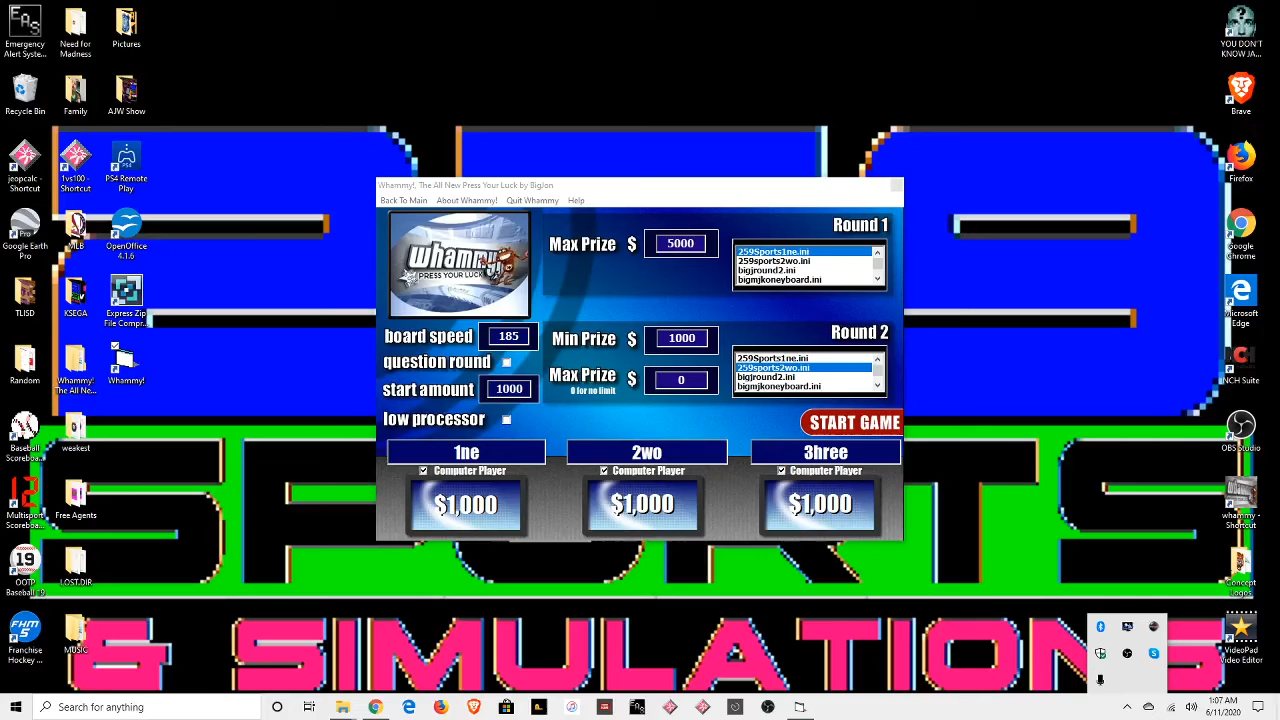 Emergency
Alert Syste...
Need for
Madness
Pictures
Recycle Bin
Family
AJW Show
jeopcalc -
Shortcut
1vs100 -
Shortcut
PS4 Remote
Play
Google Earth
Pro
MLB
OpenOffice
4.1.6
TLISD
KSEGA
Express Zip
File Compr...
Random
Whammy!
The All Ne...
Whammy!
Baseball
Scoreboa...
weakest
Multisport
Scoreboa...
Free Agents
OOTP
Baseball 19
LOST.DIR
Franchise
Hockey ...
MUSIC
SPORTS
& SIMULATIONS
Whammy!, The All New Press Your Luck by BigJon
Back To Main
About Whammy!
Quit Whammy
Help
whammy!
PRESS YOUR LUCK
Max Prize $ 5000
Round 1
259Sports1ne.ini
259sports2wo.ini
bigjround2.ini
bigmjkoneyboard.ini
board speed 185
question round
start amount 1000
low processor
Min Prize $ 1000
Max Prize $ 0
0 for no limit
Round 2
259Sports1ne.ini
259sports2wo.ini
bigjround2.ini
bigmjkoneyboard.ini
START GAME
1ne
2wo
3hree
Computer Player
Computer Player
Computer Player
$1,000
$1,000
$1,000
YOU DON'T
KNOW JA...
Brave
Firefox
Google
Chrome
Microsoft
Edge
NCH Suite
OBS Studio
whammy -
Shortcut
Concept
Logos
VideoPad
Video Editor
Search for anything
1:07 AM
6/11/2020